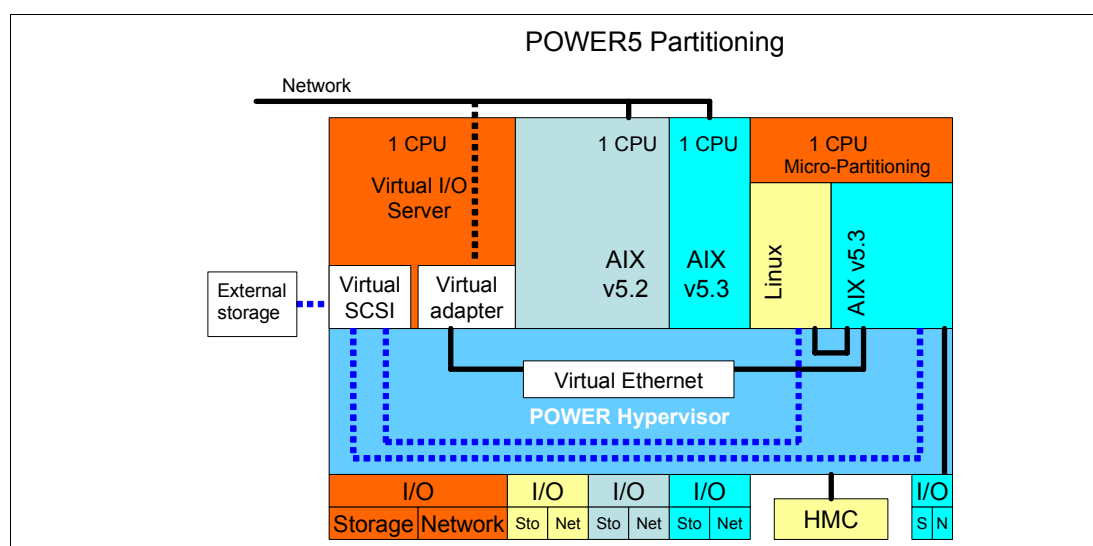 POWER5 Partitioning
Network
1 CPU
Virtual I/O
Server
1 CPU
1 CPU
1 CPU
Micro-Partitioning
AIX
v5.2
AIX
v5.3
Linux
AIX v5.3
External
storage
Virtual
SCSI
Virtual
adapter
Virtual Ethernet
POWER Hypervisor
I/O
Storage
Network
I/O
Sto
Net
I/O
Sto
Net
I/O
Sto
Net
HMC
I/O
S
N